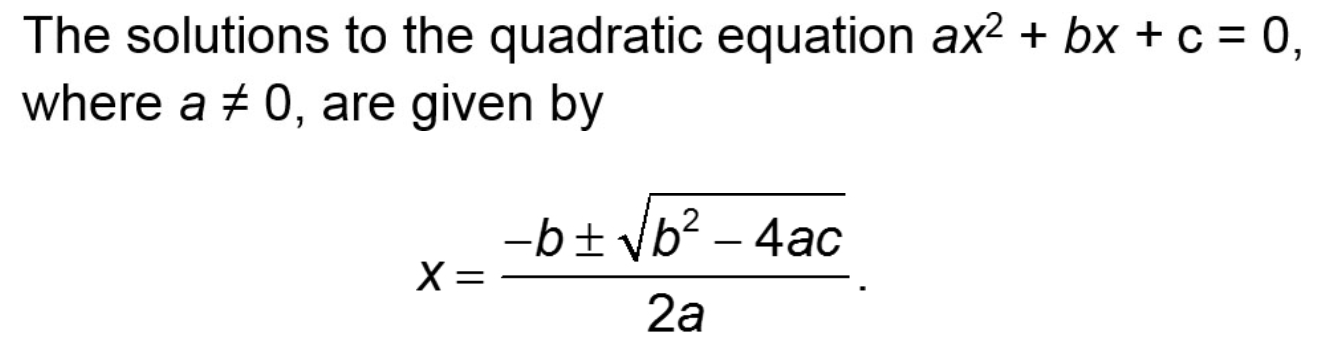 The solutions to the quadratic equation ax² + bx + c = 0,
where a ≠ 0, are given by
x = (−b ± √(b² − 4ac)) / 2a.